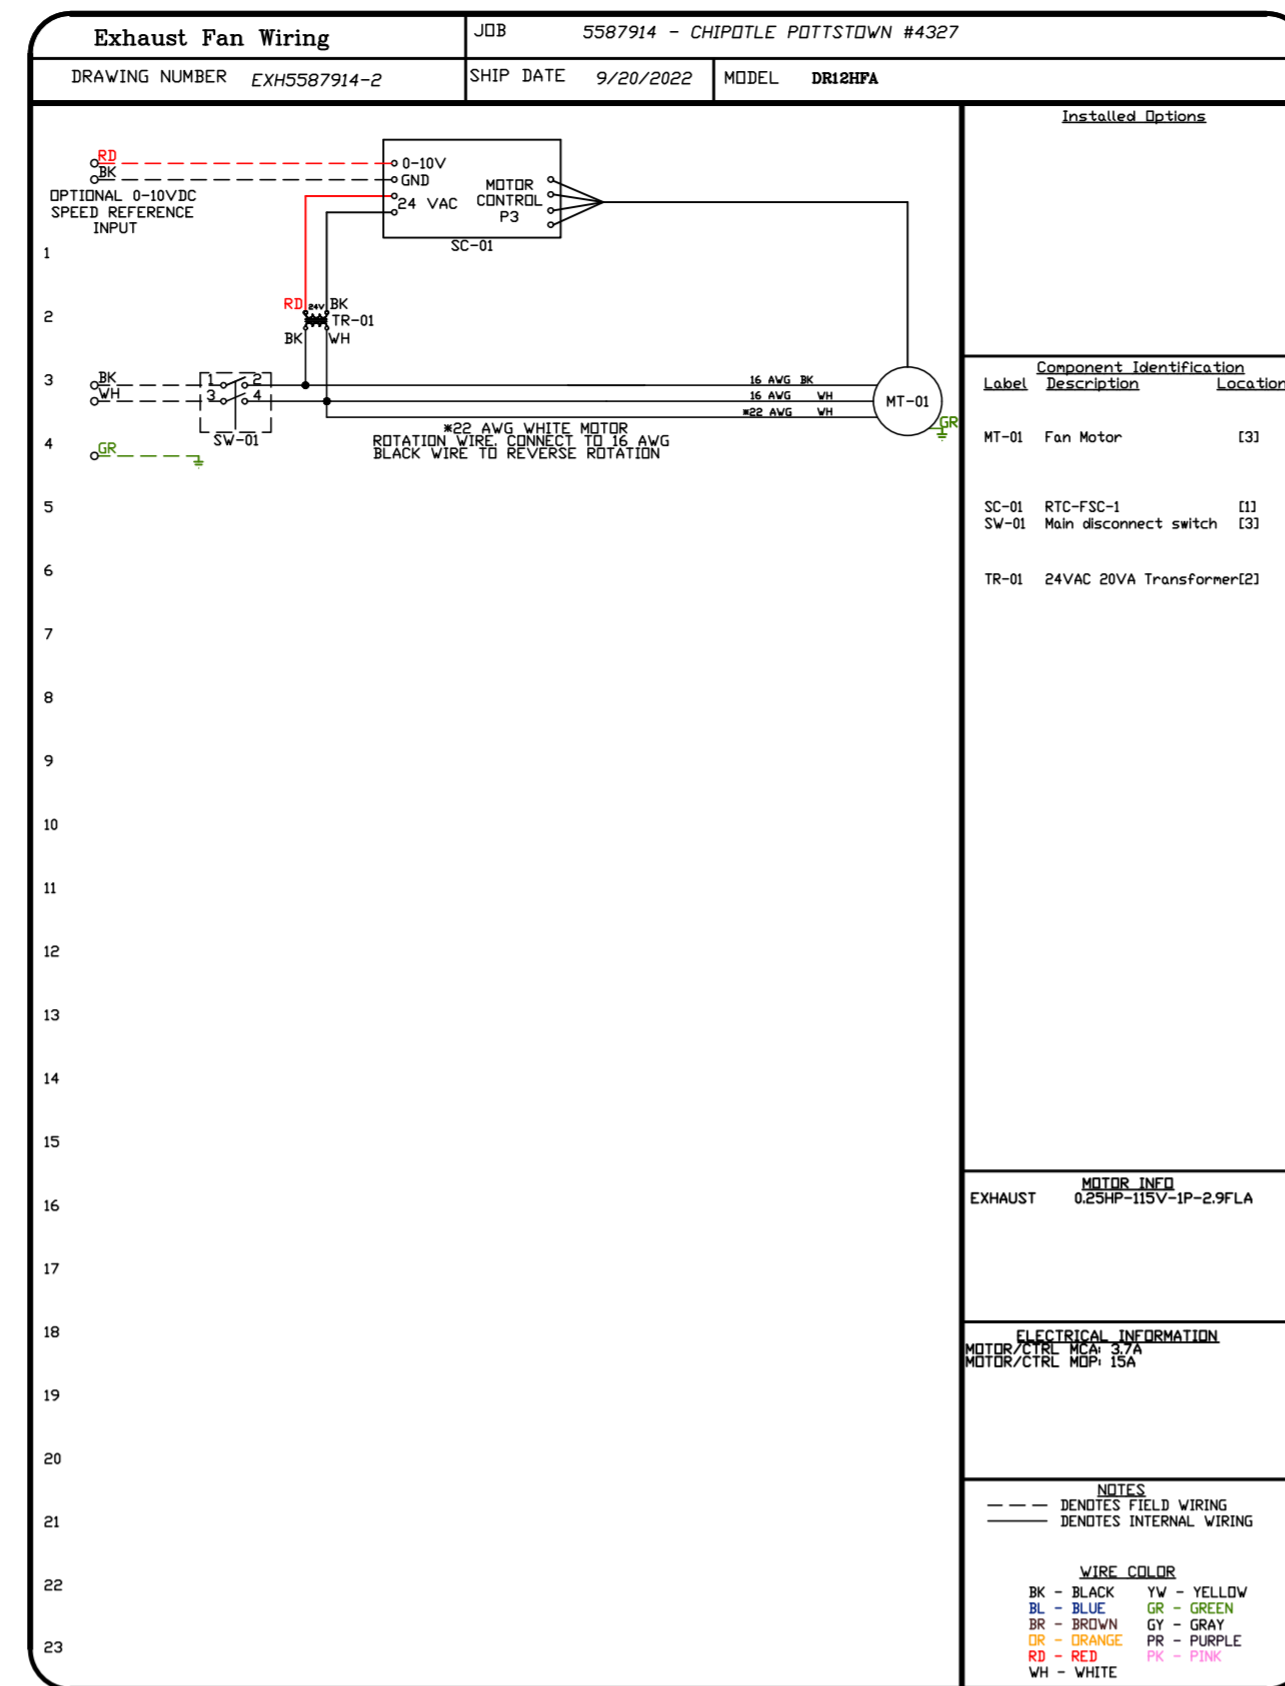 Exhaust Fan Wiring
JOB 5587914 - CHIPOTLE POTTSTOWN #4327
DRAWING NUMBER EXH5587914-2
SHIP DATE 9/20/2022
MODEL DR12HFA
RD
BK
OPTIONAL 0-10VDC
SPEED REFERENCE
INPUT
0-10V
GND
24 VAC
MOTOR
CONTROL
P3
SC-01
RD 24V BK
TR-01
BK WH
BK
WH
1 2
3 4
SW-01
GR
16 AWG BK
16 AWG WH
*22 AWG WH
MT-01
GR
*22 AWG WHITE MOTOR
ROTATION WIRE. CONNECT TO 16 AWG
BLACK WIRE TO REVERSE ROTATION
1
2
3
4
5
6
7
8
9
10
11
12
13
14
15
16
17
18
19
20
21
22
23
Installed Options
Component Identification
Label Description Location
MT-01 Fan Motor [3]
SC-01 RTC-FSC-1 [1]
SW-01 Main disconnect switch [3]
TR-01 24VAC 20VA Transformer[2]
MOTOR INFO
EXHAUST 0.25HP-115V-1P-2.9FLA
ELECTRICAL INFORMATION
MOTOR/CTRL MCA: 3.7A
MOTOR/CTRL MOP: 15A
NOTES
DENOTES FIELD WIRING
DENOTES INTERNAL WIRING
WIRE COLOR
BK - BLACK YW - YELLOW
BL - BLUE GR - GREEN
BR - BROWN GY - GRAY
OR - ORANGE PR - PURPLE
RD - RED PK - PINK
WH - WHITE